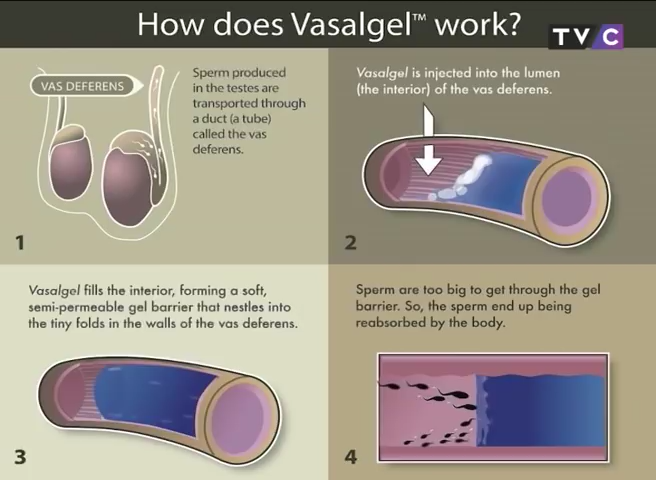 How does Vasalgel™ work?
TVC
VAS DEFERENS
Sperm produced
in the testes are
transported through
a duct (a tube)
called the vas
deferens.
1
Vasalgel is injected into the lumen
(the interior) of the vas deferens.
2
Vasalgel fills the interior, forming a soft,
semi-permeable gel barrier that nestles into
the tiny folds in the walls of the vas deferens.
3
Sperm are too big to get through the gel
barrier. So, the sperm end up being
reabsorbed by the body.
4